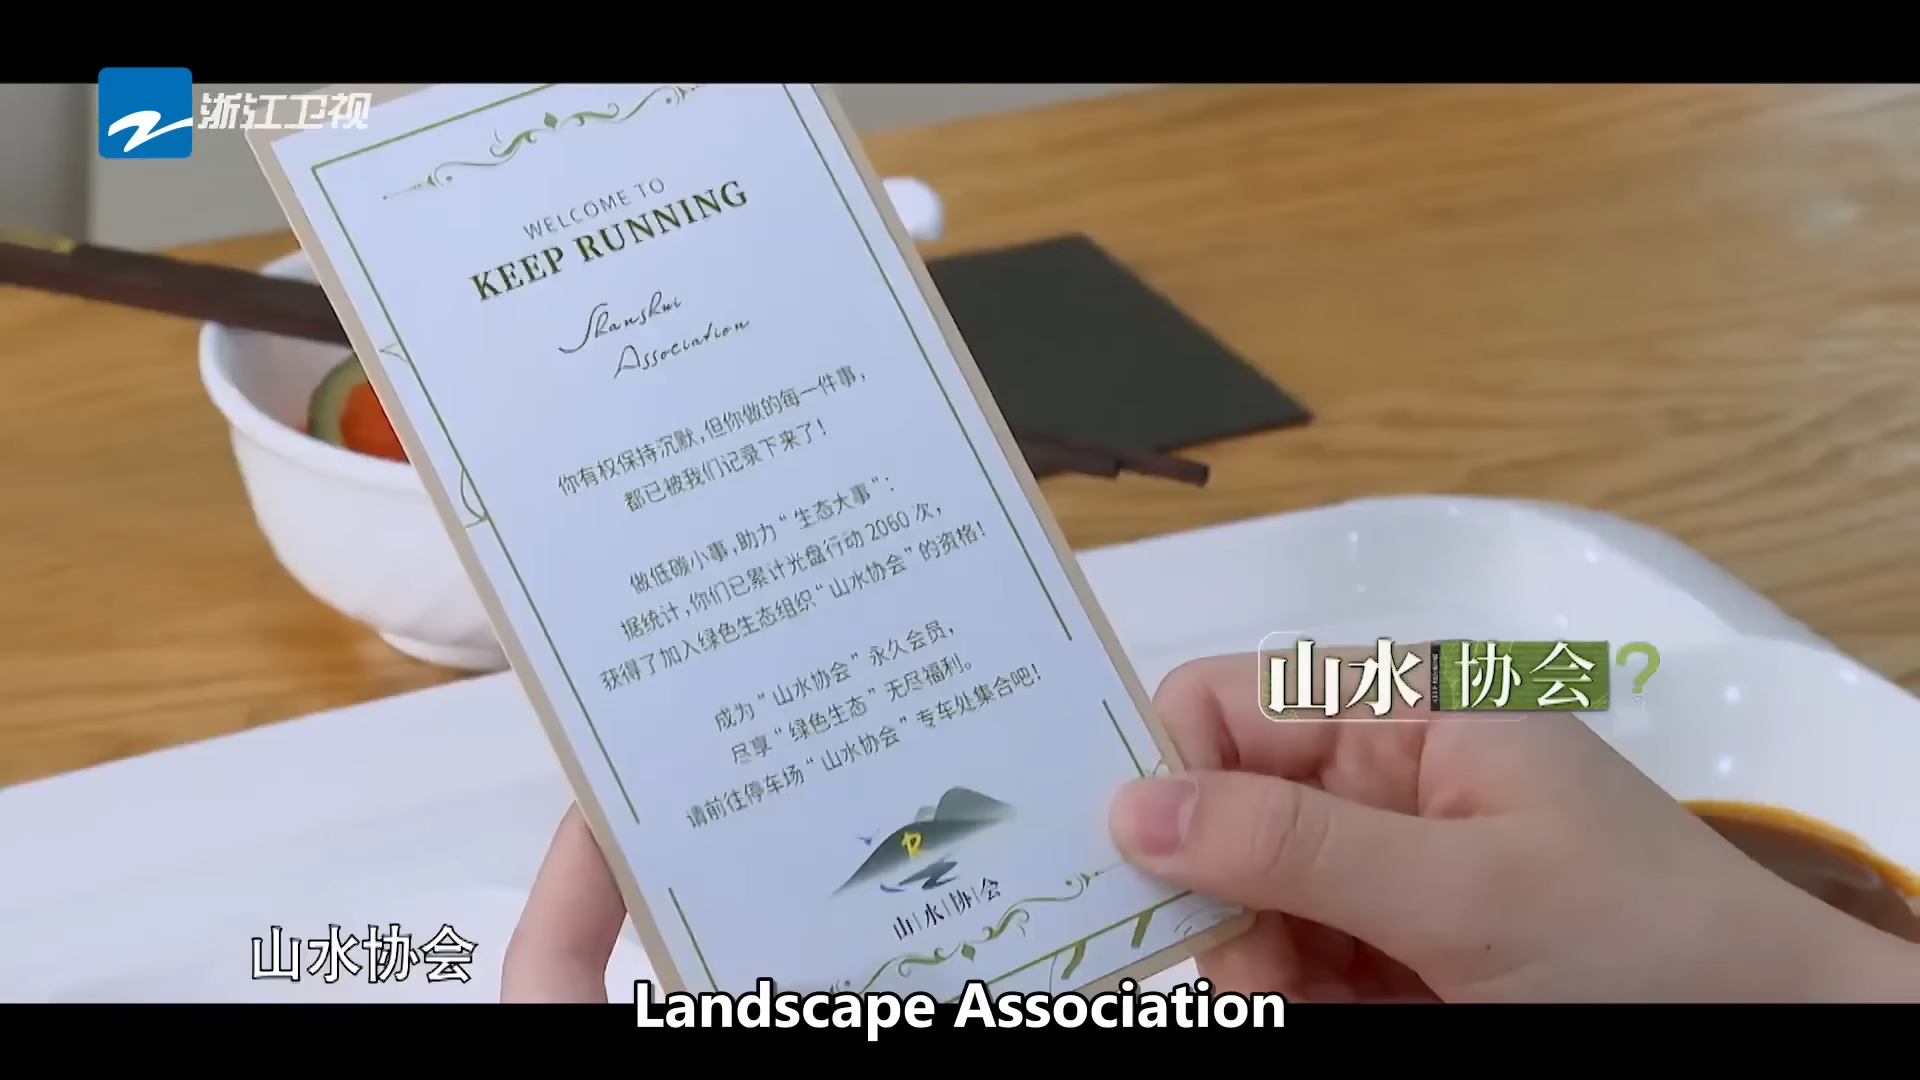 浙江卫视
WELCOME TO
KEEP RUNNING
Shanshui
Association
你有权保持沉默,但你做的每一件事,
都已被我们记录下来了!
做低碳小事,助力“生态大事”:
据统计,你们已累计光盘行动2060次,
获得了加入绿色生态组织“山水协会”的资格!
成为“山水协会”永久会员,
尽享“绿色生态”无尽福利。
请前往停车场“山水协会”专车处集合吧!
山|水|协|会
山水协会?
山水协会
Landscape Association